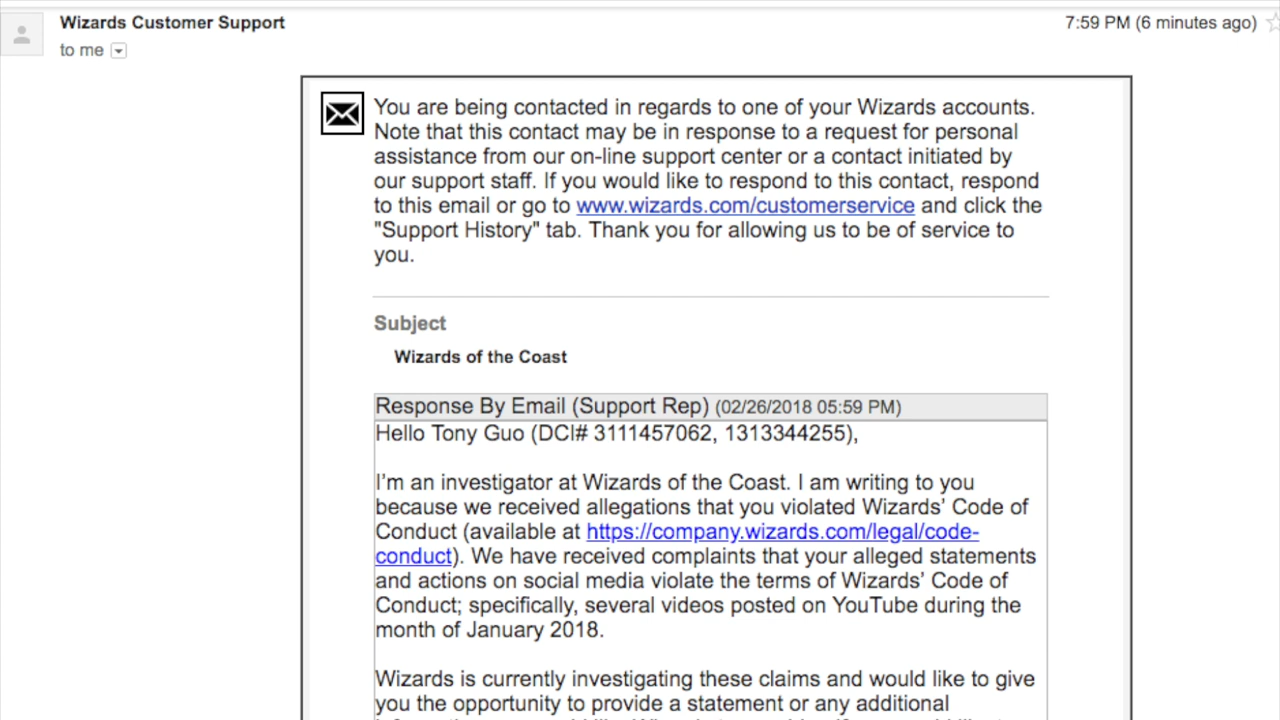 Wizards Customer Support
7:59 PM (6 minutes ago)
to me
You are being contacted in regards to one of your Wizards accounts.
Note that this contact may be in response to a request for personal
assistance from our on-line support center or a contact initiated by
our support staff. If you would like to respond to this contact, respond
to this email or go to www.wizards.com/customerservice and click the
"Support History" tab. Thank you for allowing us to be of service to
you.
Subject
Wizards of the Coast
Response By Email (Support Rep) (02/26/2018 05:59 PM)
Hello Tony Guo (DCI# 3111457062, 1313344255),
I'm an investigator at Wizards of the Coast. I am writing to you
because we received allegations that you violated Wizards' Code of
Conduct (available at https://company.wizards.com/legal/code-
conduct). We have received complaints that your alleged statements
and actions on social media violate the terms of Wizards' Code of
Conduct; specifically, several videos posted on YouTube during the
month of January 2018.
Wizards is currently investigating these claims and would like to give
you the opportunity to provide a statement or any additional